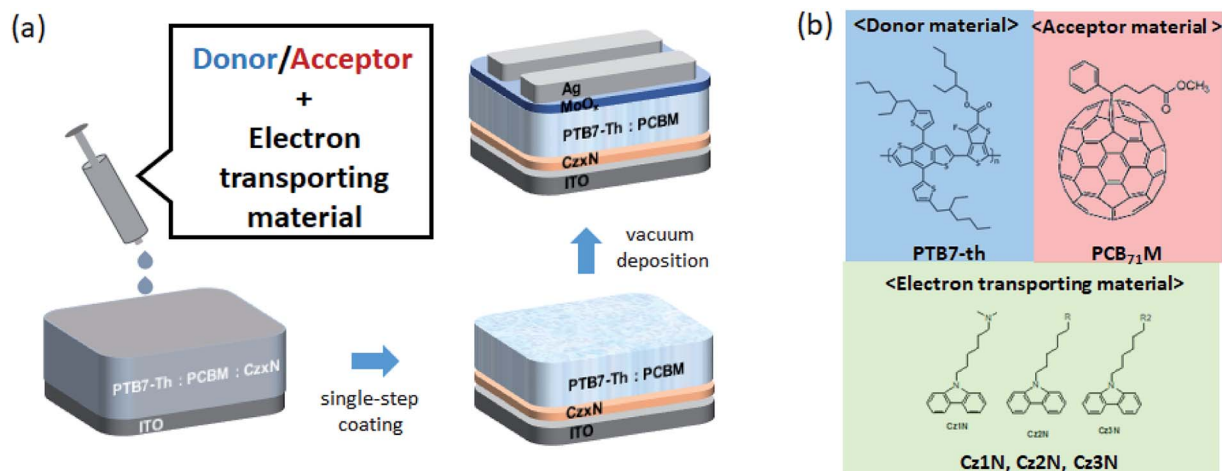 (a)
Donor/Acceptor
+
Electron
transporting
material
PTB7-Th : PCBM : CzxN
ITO
single-step
coating
PTB7-Th : PCBM
CzxN
ITO
vacuum
deposition
Ag
MoOₓ
PTB7-Th : PCBM
CzxN
ITO
(b)
<Donor material>
F
O
O
S
S
S
S
S
S
n
PTB7-th
<Acceptor material >
OCH₃
O
PCB₇₁M
<Electron transporting material>
N
R
R2
N
N
N
Cz1N
Cz2N
Cz3N
Cz1N, Cz2N, Cz3N